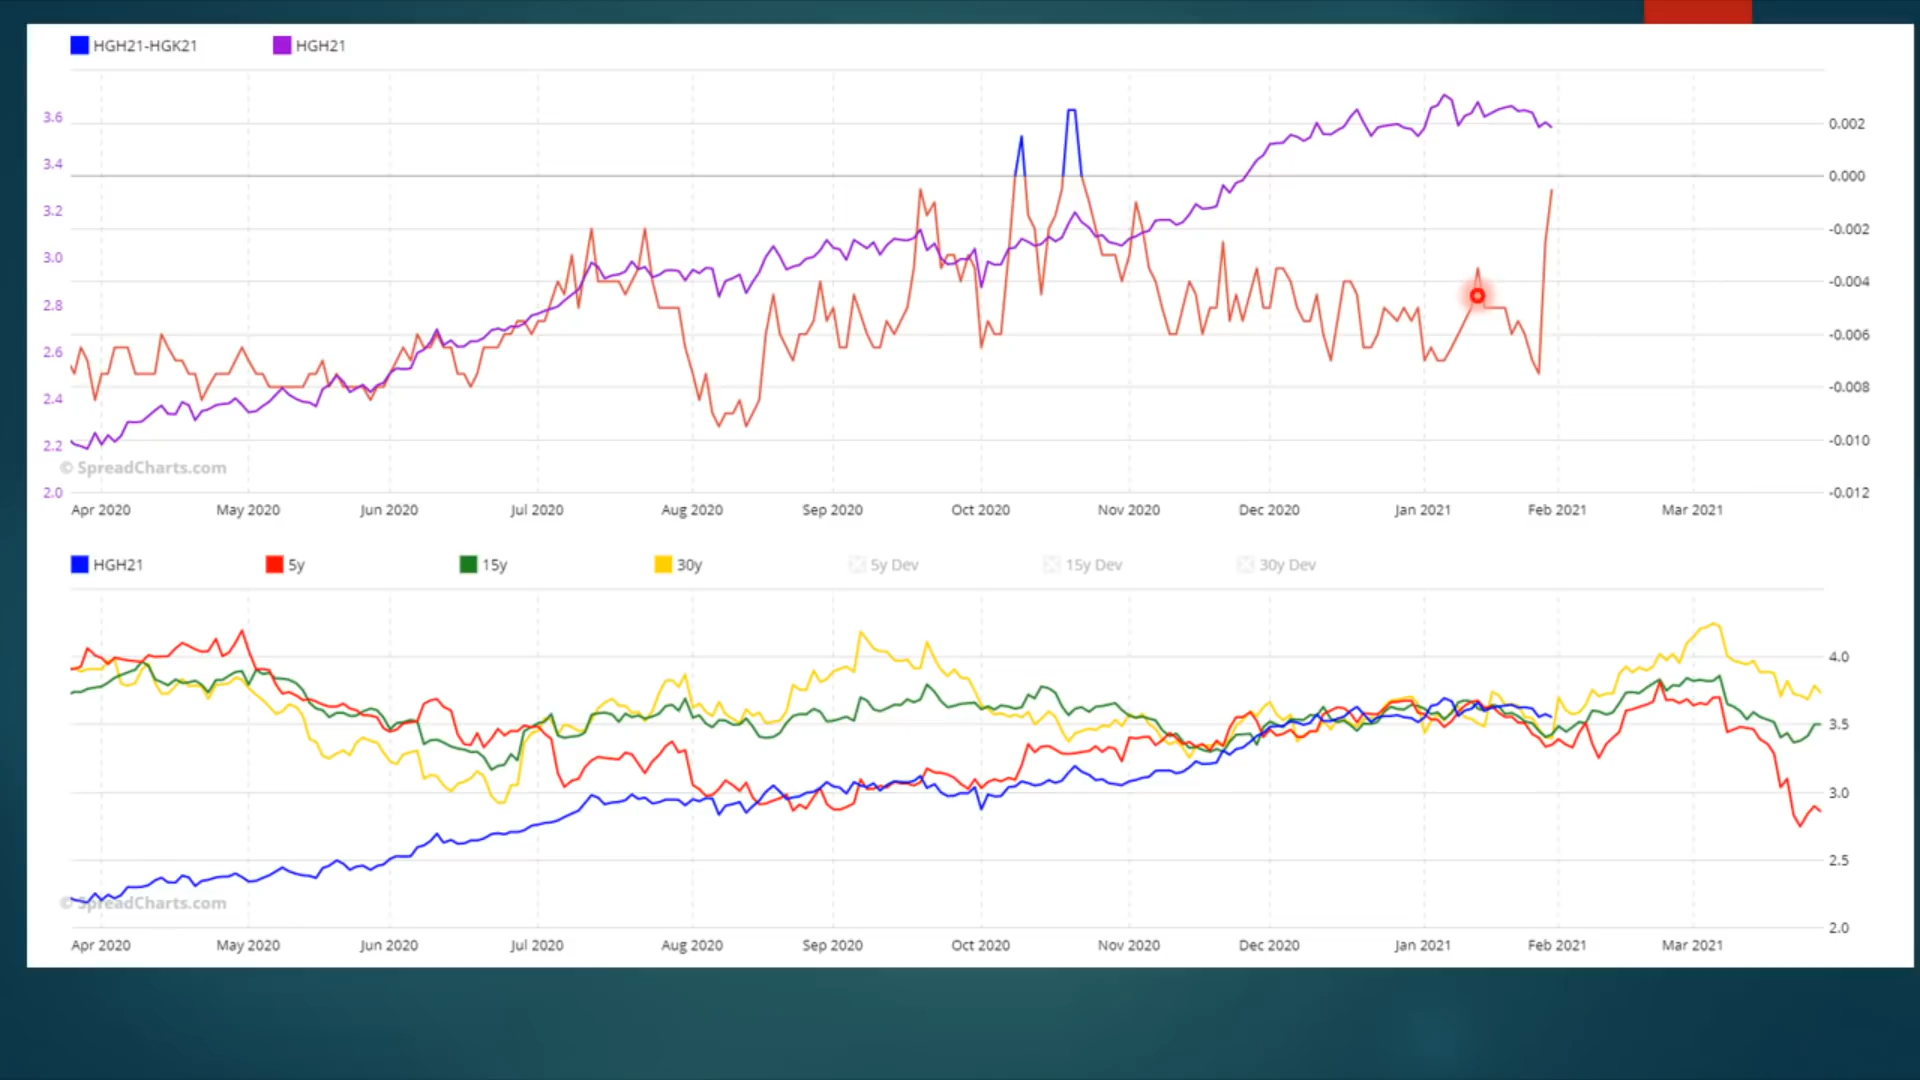 HGH21-HGK21 HGH21
3.6 0.002
0.000
3.4
3.2 -0.002
3.0
-0.004
2.8
-0.006
2.6
2.4 -0.008
2.2 -0.010
© SpreadCharts.com
2.0 -0.012
Apr 2020 May 2020 Jun 2020 Jul 2020 Aug 2020 Sep 2020 Oct 2020 Nov 2020 Dec 2020 Jan 2021 Feb 2021 Mar 2021
HGH21 5y 15y 30y 5y Dev 15y Dev 30y Dev
4.0
3.5
3.0
2.5
© SpreadCharts.com
2.0
Apr 2020 May 2020 Jun 2020 Jul 2020 Aug 2020 Sep 2020 Oct 2020 Nov 2020 Dec 2020 Jan 2021 Feb 2021 Mar 2021